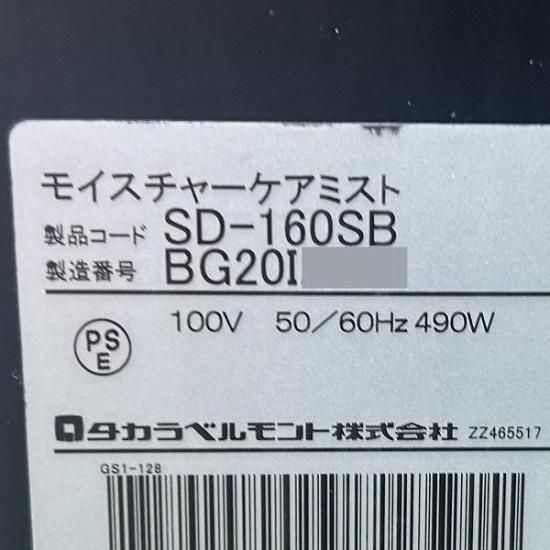 モイスチャーケアミスト
製品コード SD-160SB
製造番号 BG20I
PS E 100V 50/60Hz 490W
タカラベルモント株式会社 ZZ465517
GS1-128